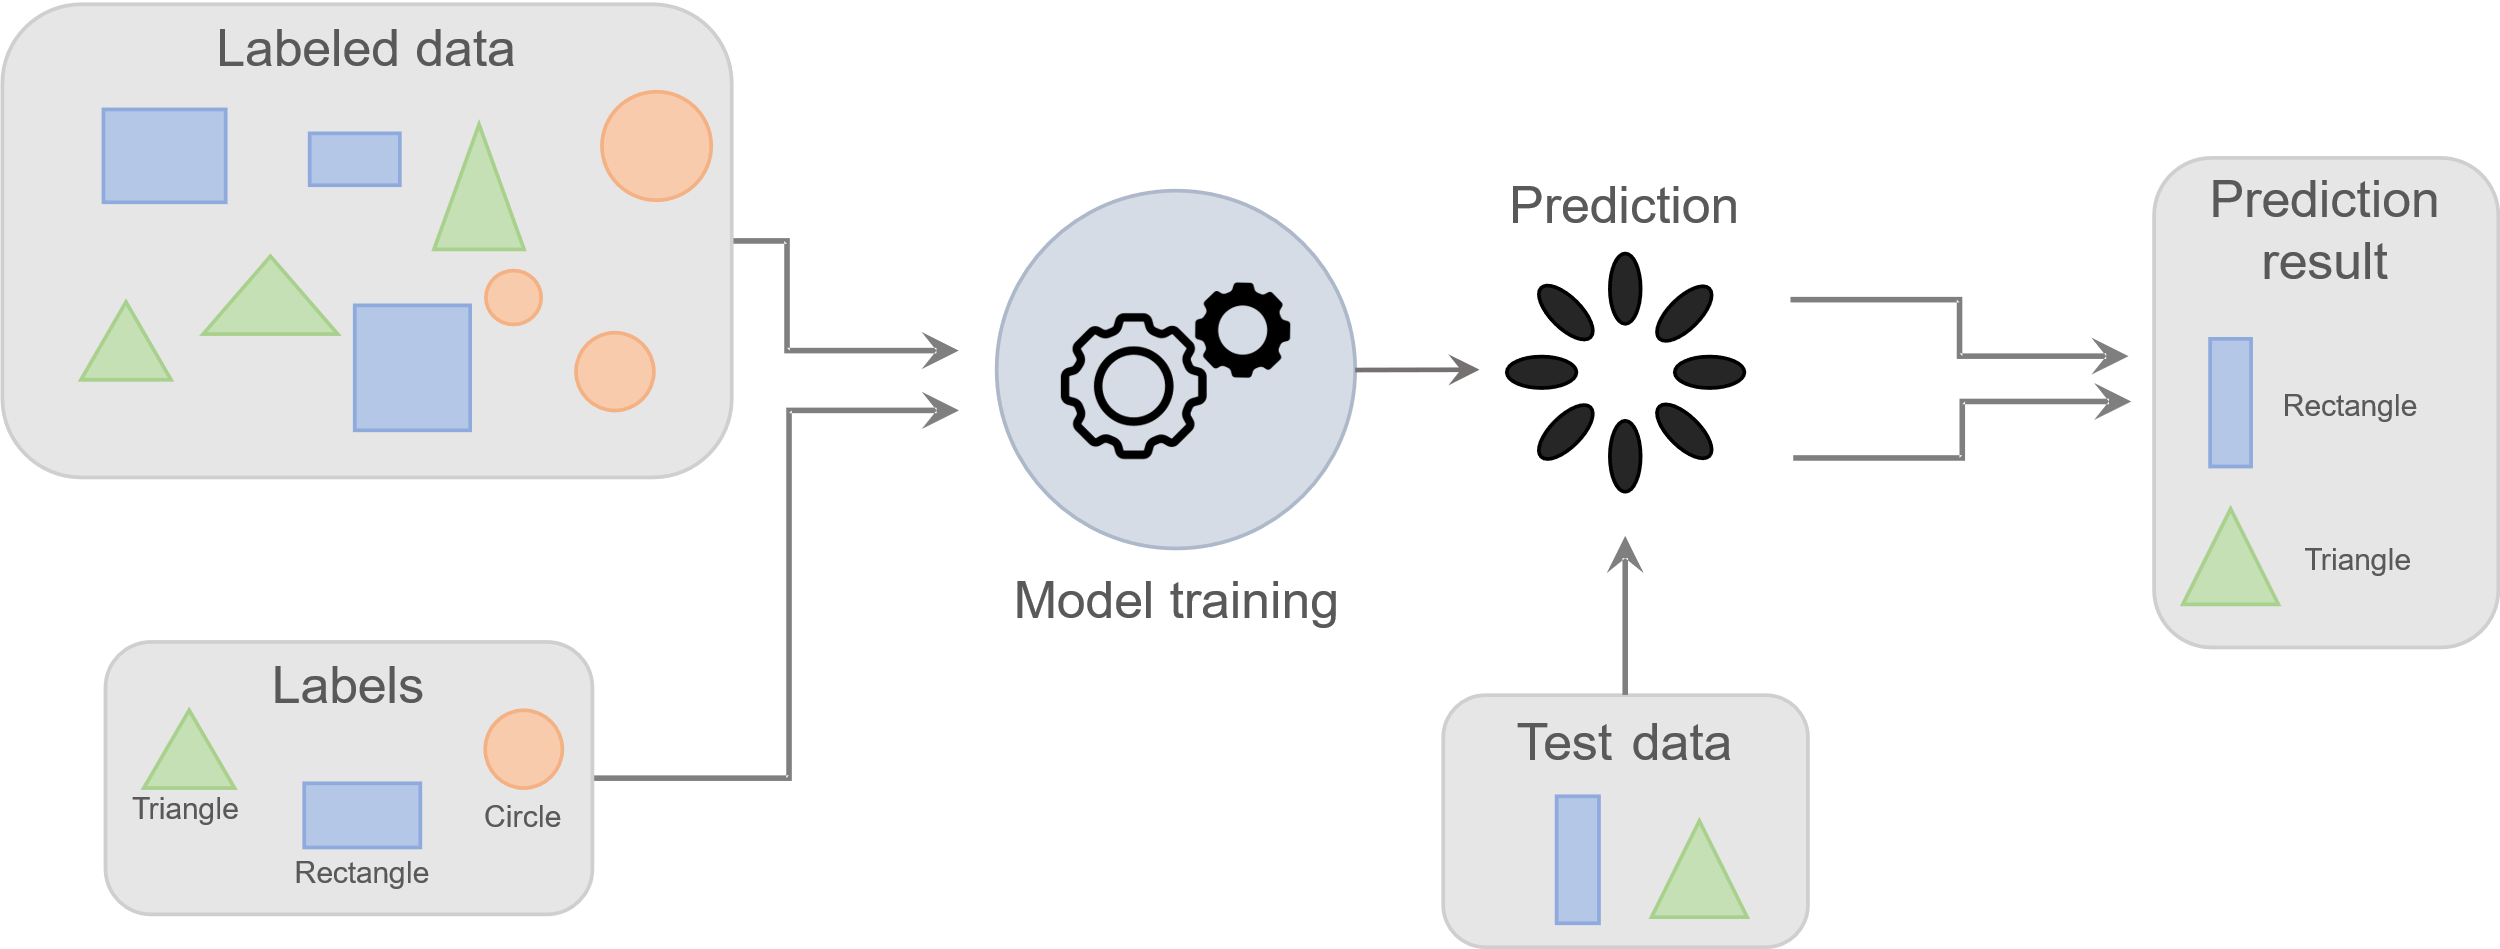 Labeled data
Labels
Triangle
Rectangle
Circle
Model training
Prediction
Test data
Prediction
result
Rectangle
Triangle